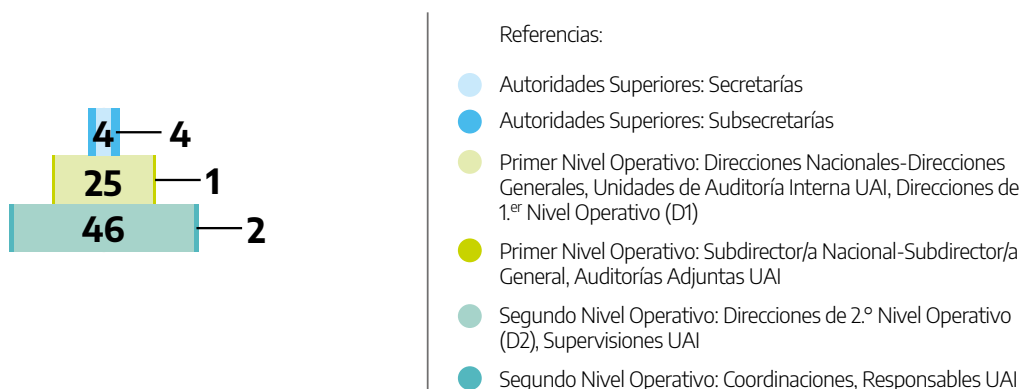 4 4
25 1
46 2
Referencias:
Autoridades Superiores: Secretarías
Autoridades Superiores: Subsecretarías
Primer Nivel Operativo: Direcciones Nacionales-Direcciones
Generales, Unidades de Auditoría Interna UAI, Direcciones de
1.er Nivel Operativo (D1)
Primer Nivel Operativo: Subdirector/a Nacional-Subdirector/a
General, Auditorías Adjuntas UAI
Segundo Nivel Operativo: Direcciones de 2.° Nivel Operativo
(D2), Supervisiones UAI
Segundo Nivel Operativo: Coordinaciones, Responsables UAI